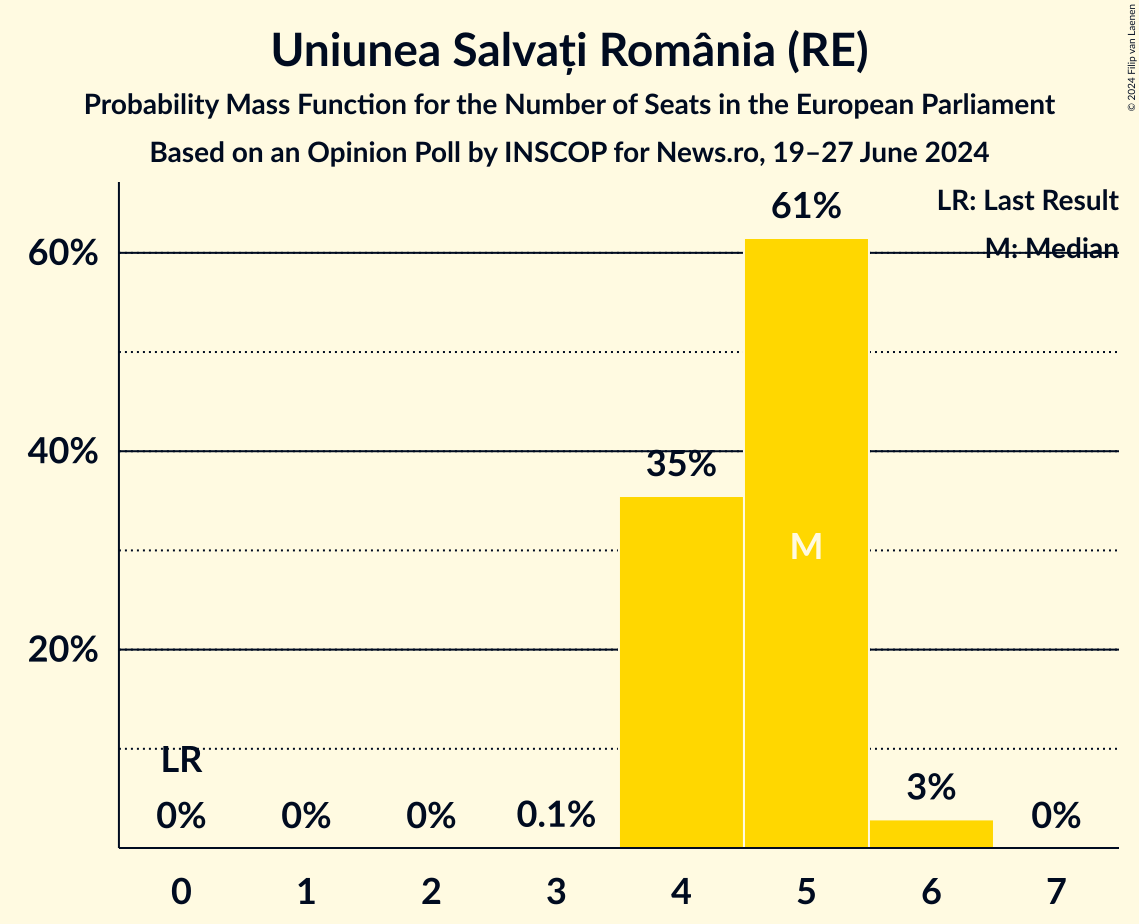 Uniunea Salvați România (RE)
Probability Mass Function for the Number of Seats in the European Parliament
Based on an Opinion Poll by INSCOP for News.ro, 19–27 June 2024
© 2024 Filip van Laenen
LR: Last Result
M: Median
61%
60%
40%
35%
M
20%
LR
0% 0% 0% 0.1% 3% 0%
0 1 2 3 4 5 6 7